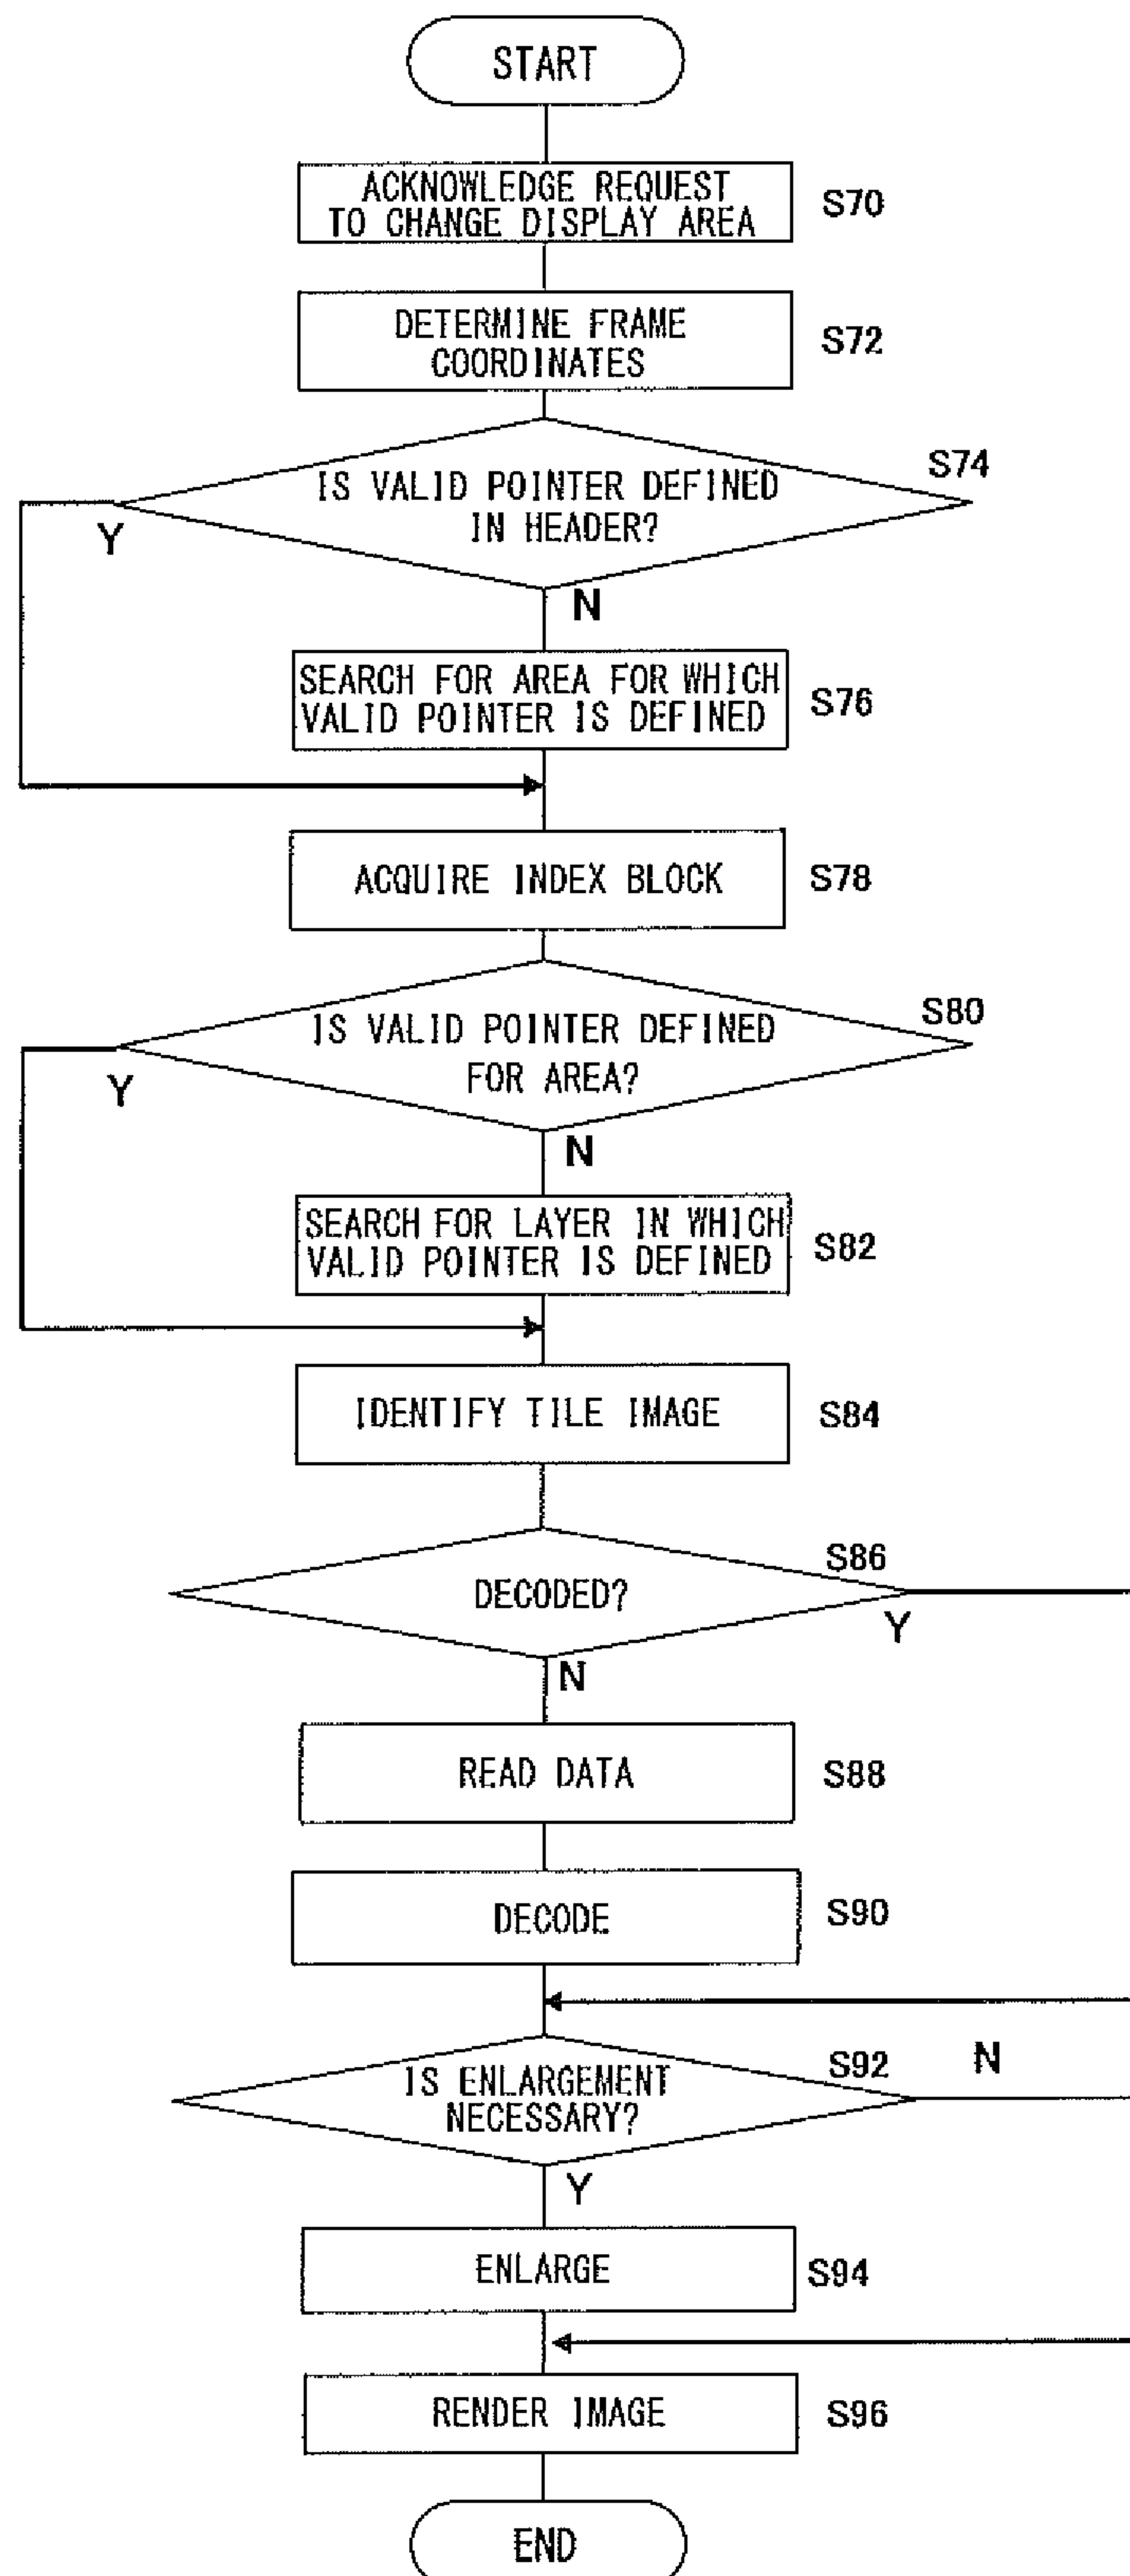 START
ACKNOWLEDGE REQUEST
TO CHANGE DISPLAY AREA
S70
DETERMINE FRAME
COORDINATES
S72
IS VALID POINTER DEFINED
IN HEADER?
S74
Y
N
SEARCH FOR AREA FOR WHICH
VALID POINTER IS DEFINED
S76
ACQUIRE INDEX BLOCK
S78
IS VALID POINTER DEFINED
FOR AREA?
S80
Y
N
SEARCH FOR LAYER IN WHICH
VALID POINTER IS DEFINED
S82
IDENTIFY TILE IMAGE
S84
DECODED?
S86
Y
N
READ DATA
S88
DECODE
S90
IS ENLARGEMENT
NECESSARY?
S92
N
Y
ENLARGE
S94
RENDER IMAGE
S96
END